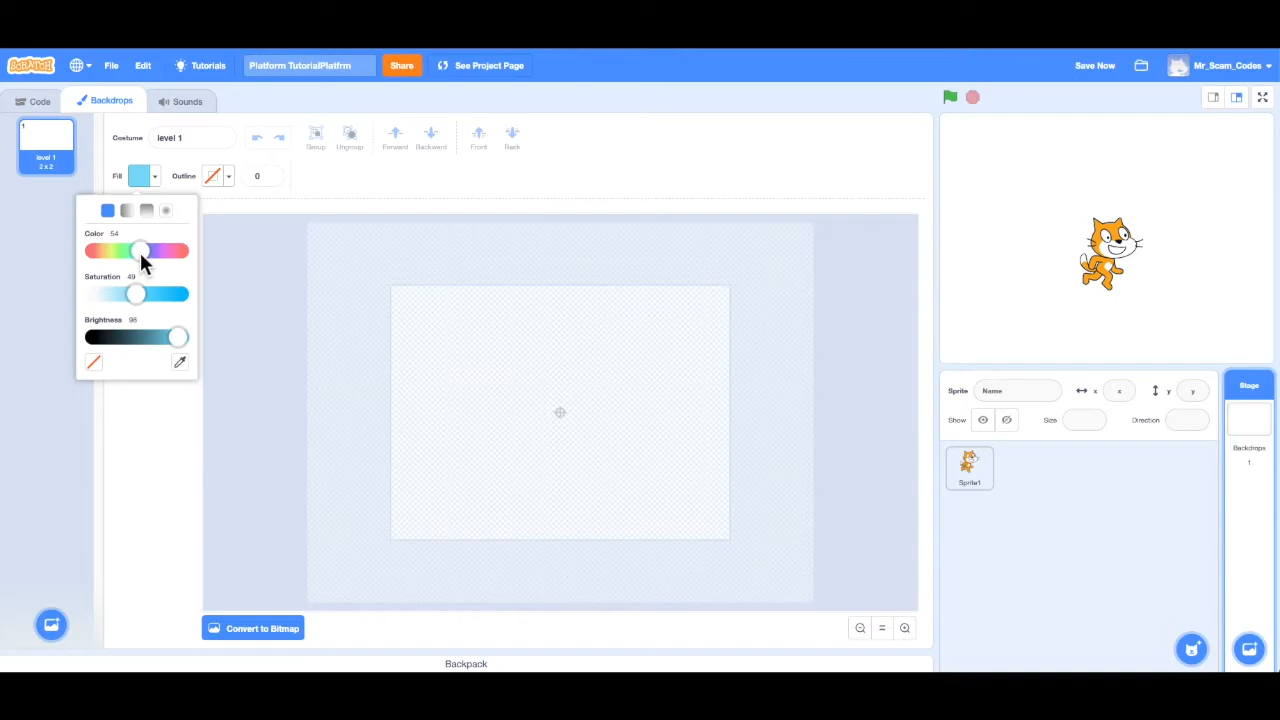 SCRATCH
File
Edit
Tutorials
Platform TutorialPlatfrm
Share
See Project Page
Save Now
Mr_Scam_Codes
Code
Backdrops
Sounds
1
level 1
2 x 2
Costume
level 1
Group
Ungroup
Forward
Backward
Front
Back
Fill
Outline
0
Color 54
Saturation 49
Brightness 98
Convert to Bitmap
Backpack
Sprite
Name
x
x
y
y
Show
Size
Direction
Sprite1
Stage
Backdrops
1